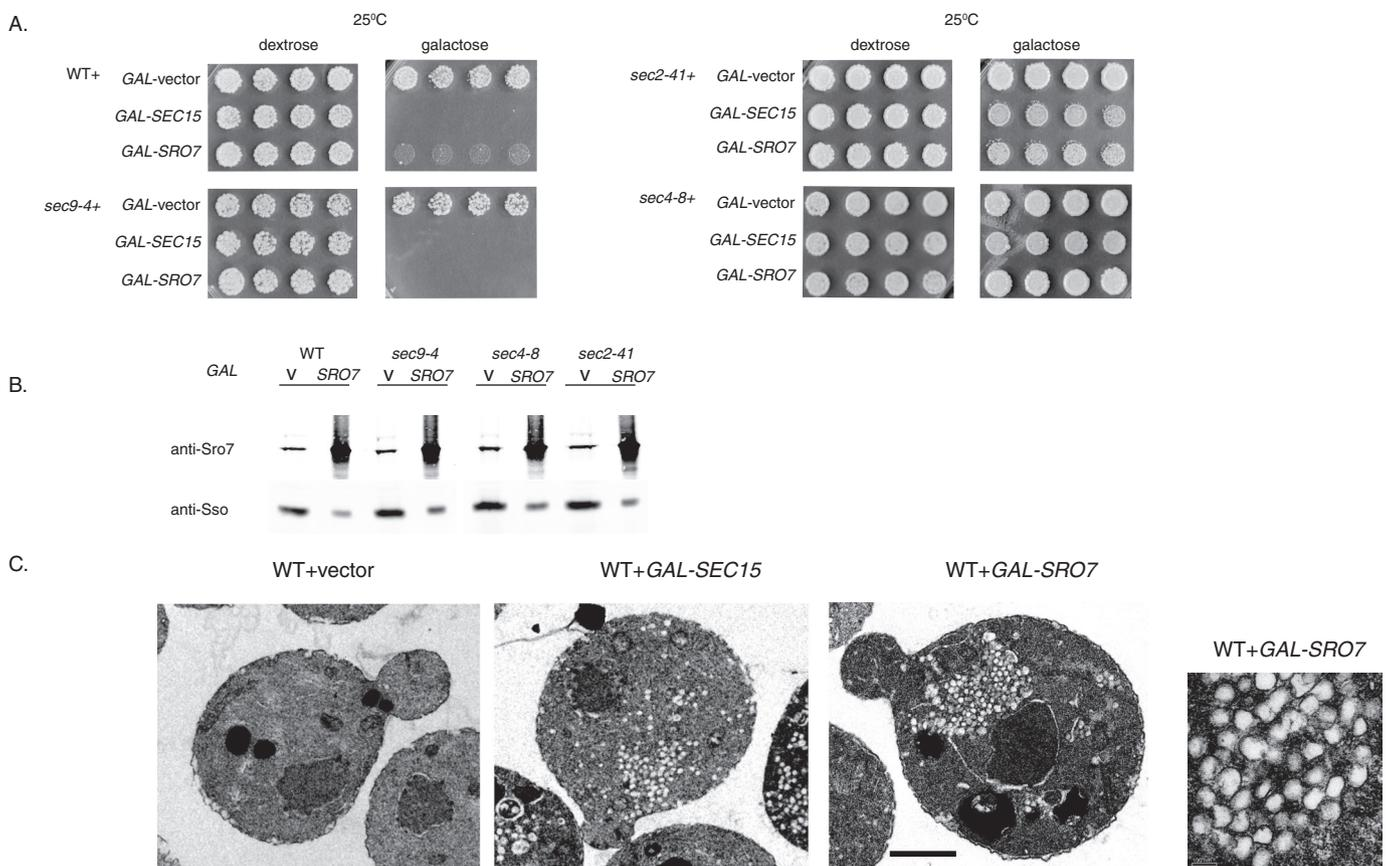 A.
25ºC
dextrose galactose
WT+ GAL-vector
GAL-SEC15
GAL-SRO7
sec9-4+ GAL-vector
GAL-SEC15
GAL-SRO7
25ºC
dextrose galactose
sec2-41+ GAL-vector
GAL-SEC15
GAL-SRO7
sec4-8+ GAL-vector
GAL-SEC15
GAL-SRO7
B.
WT sec9-4 sec4-8 sec2-41
GAL V SRO7 V SRO7 V SRO7 V SRO7
anti-Sro7
anti-Sso
C.
WT+vector WT+GAL-SEC15 WT+GAL-SRO7
WT+GAL-SRO7